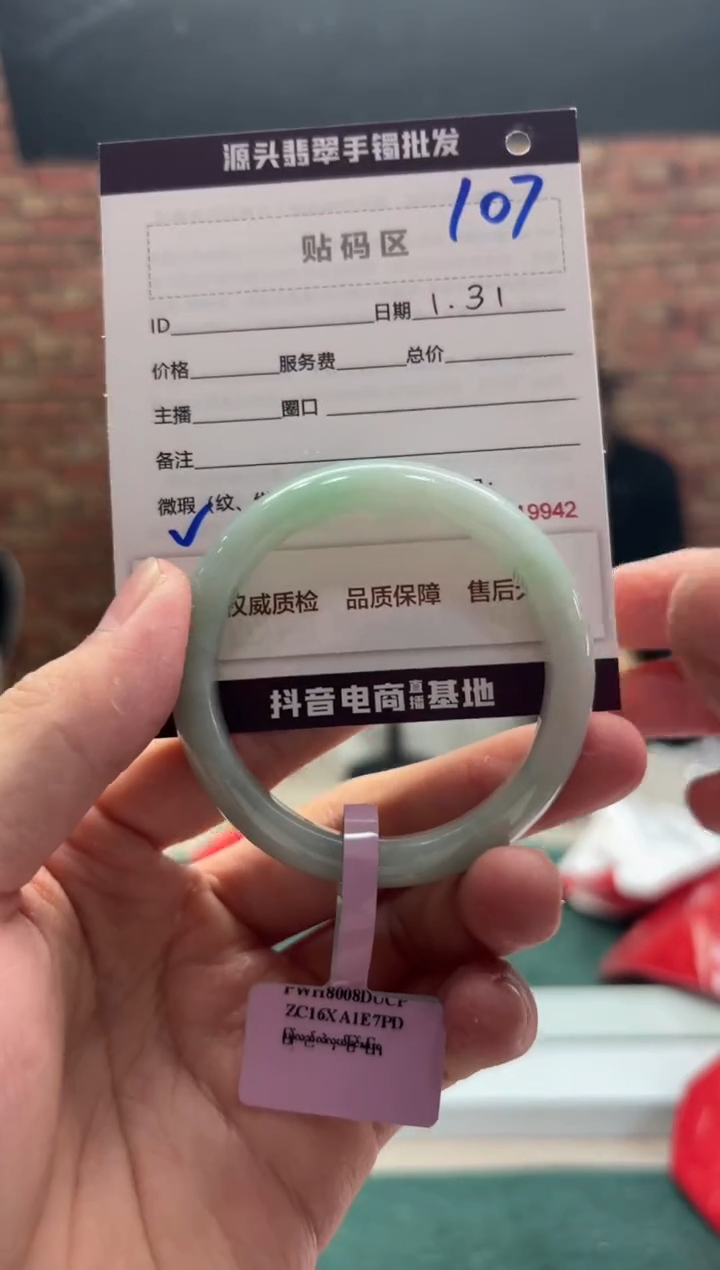 源头翡翠手镯批发
107
贴码区
ID 日期 1.31
价格 服务费 总价
主播 圈口
备注
微瑕（纹、 9942
权威质检 品质保障 售后
抖音电商直播基地
PWH8008DUCP
ZC16XA1E7PD